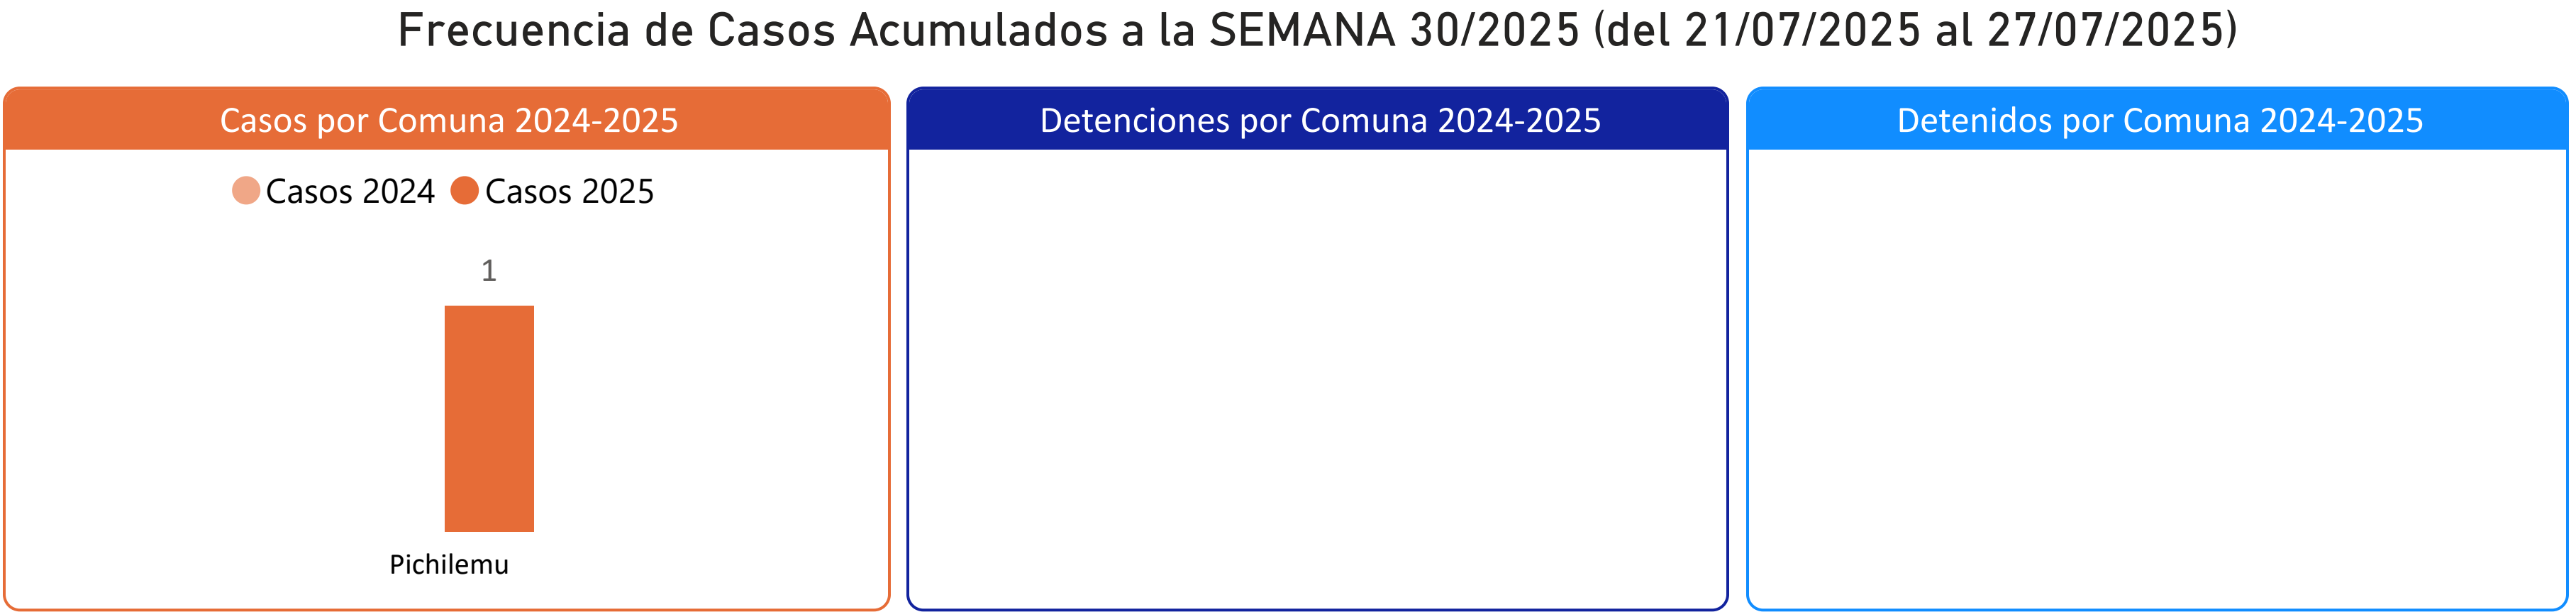 Frecuencia de Casos Acumulados a la SEMANA 30/2025 (del 21/07/2025 al 27/07/2025)
Casos por Comuna 2024-2025
Casos 2024 Casos 2025
1
Pichilemu
Detenciones por Comuna 2024-2025
Detenidos por Comuna 2024-2025